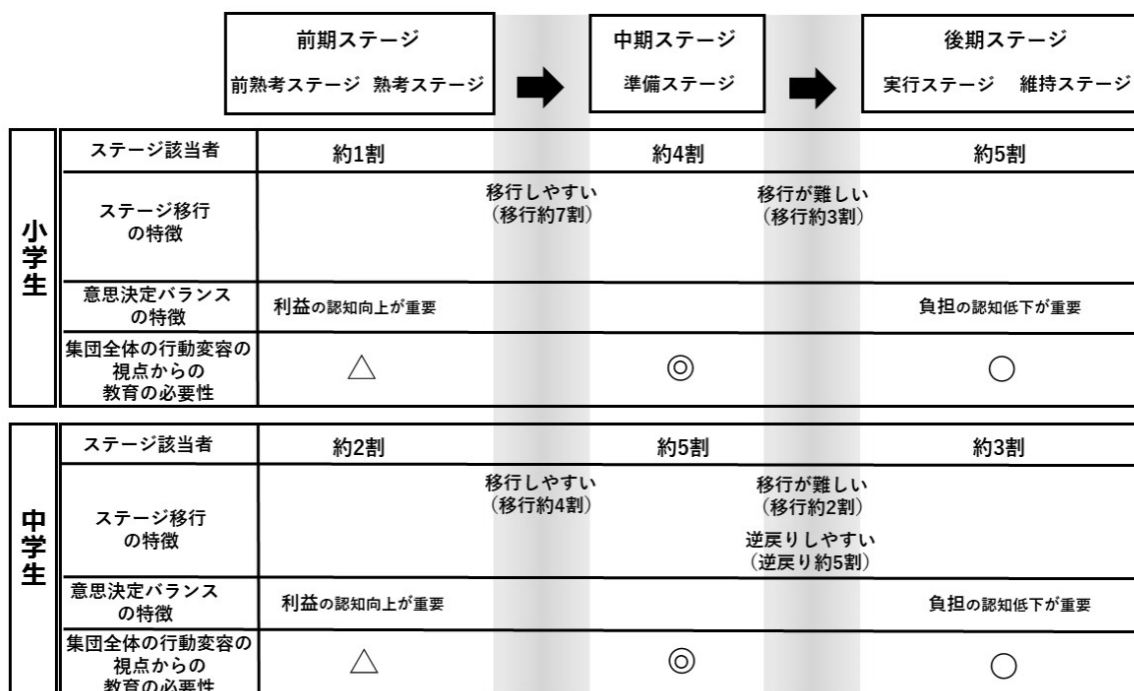 前期ステージ
前熟考ステージ 熟考ステージ
中期ステージ
準備ステージ
後期ステージ
実行ステージ 維持ステージ
小学生
ステージ該当者
約1割
約4割
約5割
ステージ移行
の特徴
移行しやすい
（移行約7割）
移行が難しい
（移行約3割）
意思決定バランス
の特徴
利益の認知向上が重要
負担の認知低下が重要
集団全体の行動変容の
視点からの
教育の必要性
△
◎
○
中学生
ステージ該当者
約2割
約5割
約3割
ステージ移行
の特徴
移行しやすい
（移行約4割）
移行が難しい
（移行約2割）
逆戻りしやすい
（逆戻り約5割）
意思決定バランス
の特徴
利益の認知向上が重要
負担の認知低下が重要
集団全体の行動変容の
視点からの
教育の必要性
△
◎
○